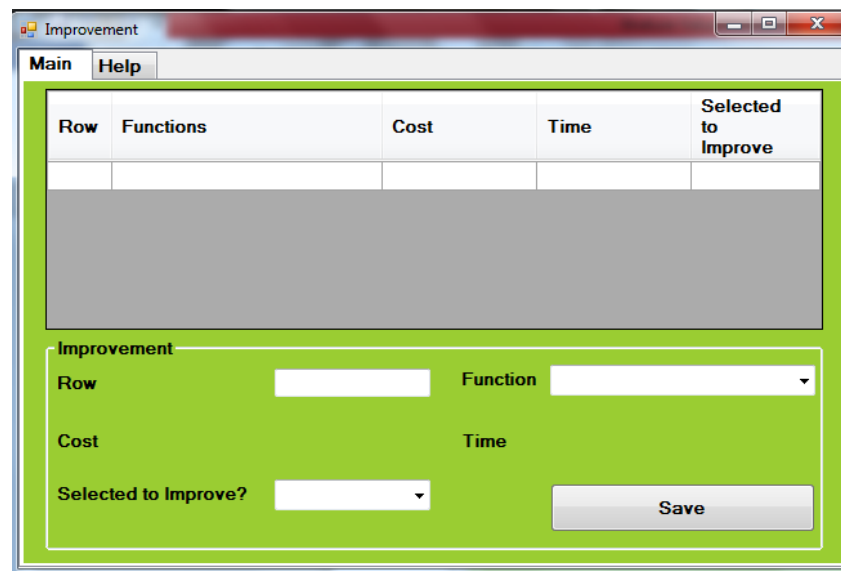 Improvement
Main Help
Row Functions Cost Time Selected to Improve
Improvement
Row Function
Cost Time
Selected to Improve?
Save